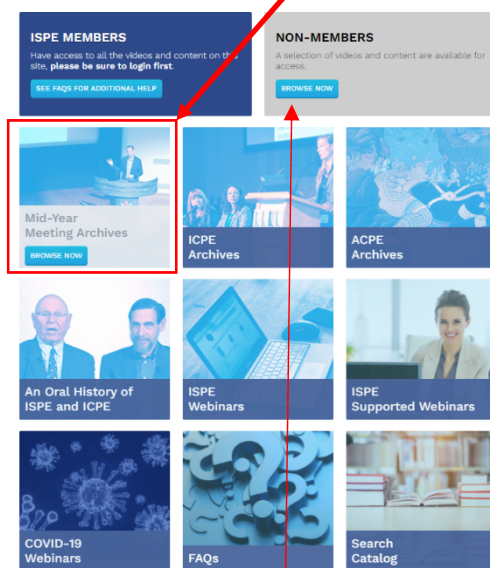 ISPE MEMBERS
Have access to all the videos and content on this
site, please be sure to login first.
SEE FAQS FOR ADDITIONAL HELP
NON-MEMBERS
A selection of videos and content are available for
access.
BROWSE NOW
Mid-Year
Meeting Archives
BROWSE NOW
ICPE
Archives
ACPE
Archives
An Oral History of
ISPE and ICPE
ISPE
Webinars
ISPE
Supported Webinars
COVID-19
Webinars
FAQs
Search
Catalog